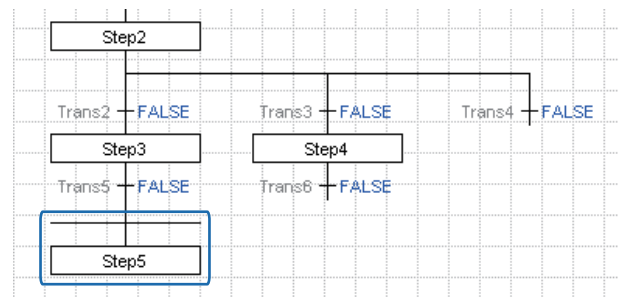 Step2
Trans2 FALSE Trans3 FALSE Trans4 FALSE
Step3 Step4
Trans5 FALSE Trans6 FALSE
Step5